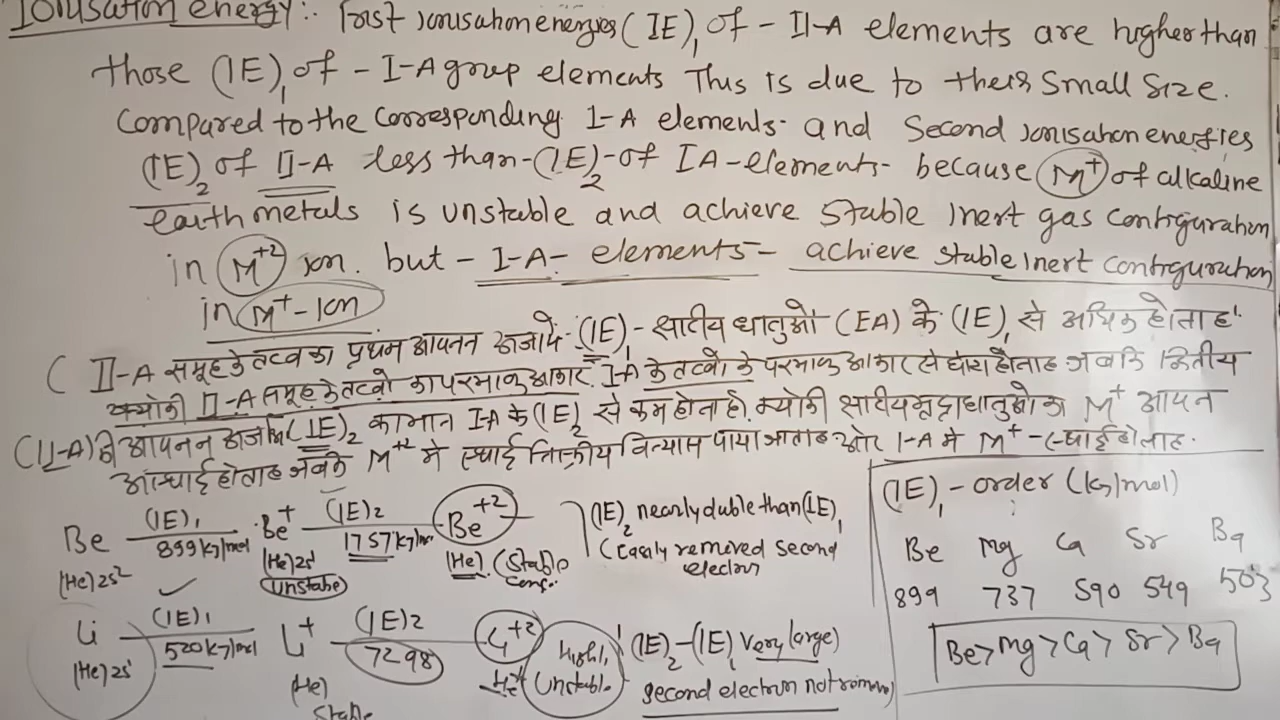 Ionisation energy:. First Ionisation energies (IE)₁ of - II-A elements are higher than
those (IE)₁ of - I-A group elements This is due to their Small Size.
Compared to the corresponding I-A elements. and Second Ionisation energies
(IE)₂ of II-A less than - (IE)₂ - of IA-elements - because M⁺ of alkaline
earth metals is unstable and achieve Stable Inert gas Configuration
in M⁺² ion. but - I-A - elements - achieve stable Inert Configuration
in M⁺ - Ion
( II-A समूह के तत्व का प्रथम आयनन (IE)₁ - क्षारीय धातुओ (EA) के (IE)₁ से अधिक होता ह
क्योकी II-A समूह के तत्वो का परमाणु आकार I-A के तत्वो के परमाणु आकार से छोटा होताह जबकि द्वितीय
(II-A) आयनन (IE)₂ का मान I-A के (IE)₂ से कम होता है. क्योकी क्षारीय मृदा धातुओ का M⁺ आयन
अस्थाई होताह जबकि M⁺² मे स्थाई विन्यास पाया जाताह और I-A मे M⁺ - स्थाई होताह.
Be (IE)₁ 899 KJ/mol Be⁺ (IE)₂ 1757 KJ/mol Be⁺² (IE)₂ nearly duble than (IE)₁
(He)2s² (He)2s¹ (He) (Stable Conf. (Easily removed second electron
unstabe)
Li (IE)₁ 520 KJ/mol Li⁺ (IE)₂ 7298 Li⁺² Highly Unstable (IE)₂ - (IE)₁ Very large)
(He)2s¹ (He) Stable second electron not
(IE)₁ - order (KJ/mol)
Be Mg Ca Sr Ba
899 737 590 549 503
Be > Mg > Ca > Sr > Ba